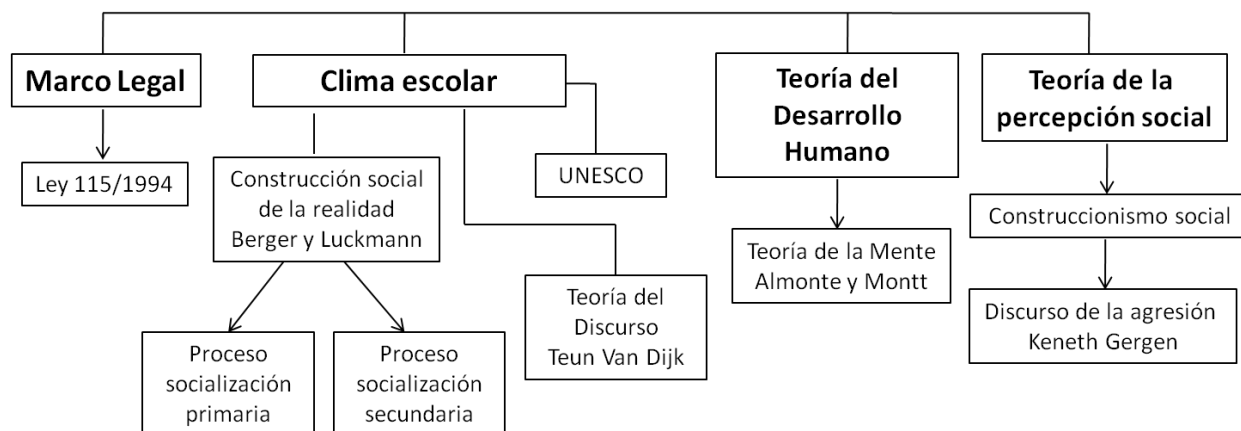 Marco Legal
Clima escolar
Teoría del
Desarrollo
Humano
Teoría de la
percepción social
Ley 115/1994
Construcción social
de la realidad
Berger y Luckmann
UNESCO
Teoría de la Mente
Almonte y Montt
Construccionismo social
Proceso
socialización
primaria
Proceso
socialización
secundaria
Teoría del
Discurso
Teun Van Dijk
Discurso de la agresión
Keneth Gergen